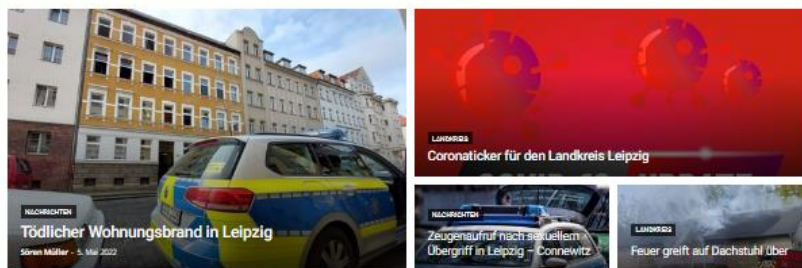 NACHRICHTEN
Tödlicher Wohnungsbrand in Leipzig
Sören Müller - 5. Mai 2022
LANDKREIS
Coronaticker für den Landkreis Leipzig
NACHRICHTEN
Zeugenaufruf nach sexuellem
Übergriff in Leipzig – Connewitz
LANDKREIS
Feuer greift auf Dachstuhl über